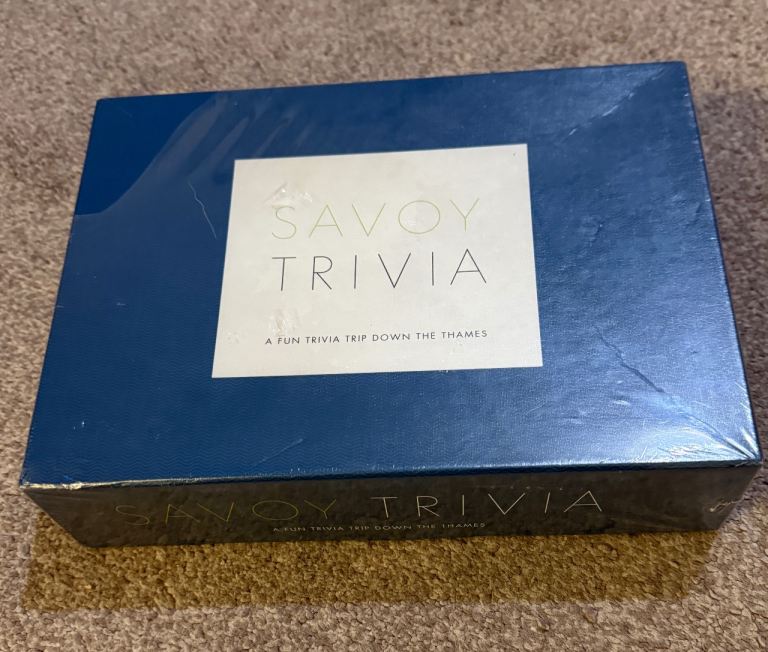 SAVOY
TRIVIA
A FUN TRIVIA TRIP DOWN THE THAMES
SAVOY TRIVIA
A FUN TRIVIA TRIP DOWN THE THAMES